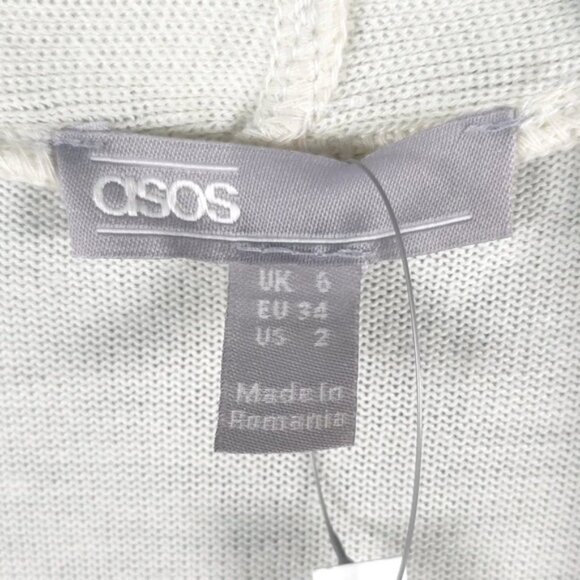 asos
UK 6
EU 34
US 2
Made in
Romania